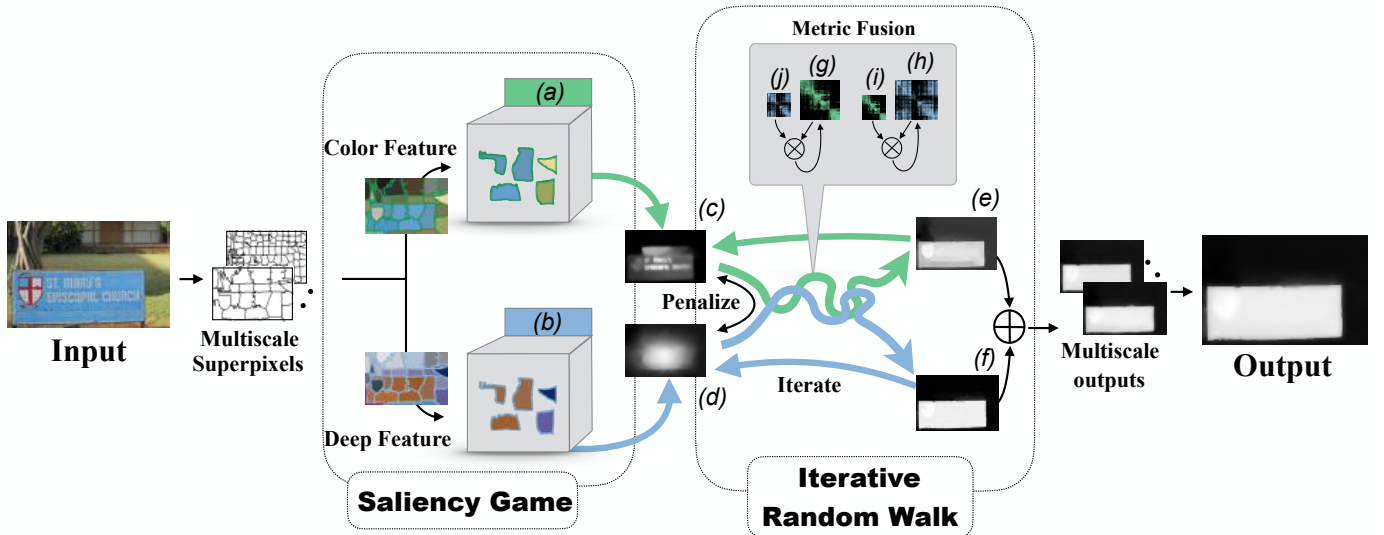 Metric Fusion
(j)
(g)
(i)
(h)
(a)
Color Feature
(c)
(e)
ST. MARY'S
EPISCOPAL CHURCH
Penalize
Input
Multiscale
Superpixels
(b)
(d)
(f)
Iterate
Multiscale
outputs
Output
Deep Feature
Saliency Game
Iterative
Random Walk